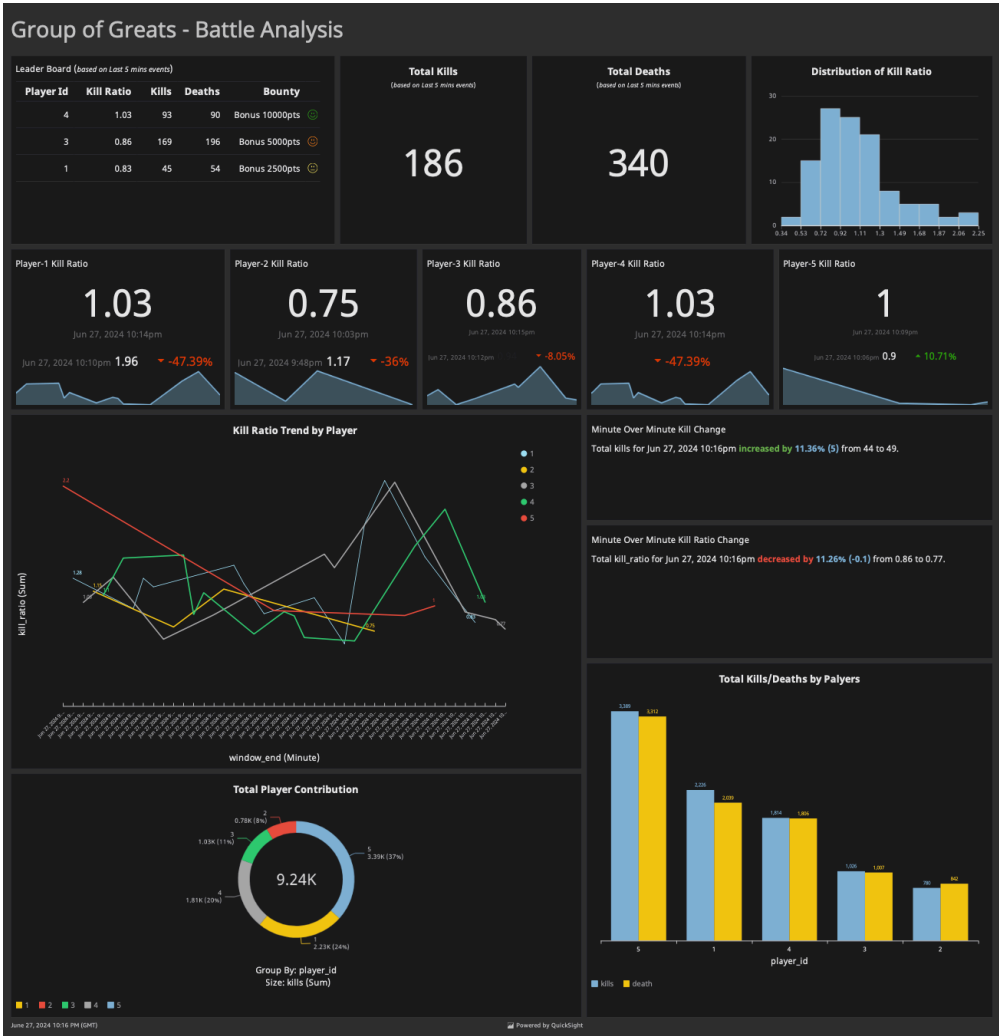 Group of Greats - Battle Analysis
Leader Board (based on Last 5 mins events)
Player Id Kill Ratio Kills Deaths Bounty
4 1.03 93 90 Bonus 10000pts
3 0.86 169 196 Bonus 5000pts
1 0.83 45 54 Bonus 2500pts
Total Kills
(based on Last 5 mins events)
186
Total Deaths
(based on Last 5 mins events)
340
Distribution of Kill Ratio
30
20
10
0
0.34 0.53 0.72 0.92 1.11 1.3 1.49 1.68 1.87 2.06 2.25
Player-1 Kill Ratio
1.03
Jun 27, 2024 10:14pm
Jun 27, 2024 10:10pm 1.96 -47.39%
Player-2 Kill Ratio
0.75
Jun 27, 2024 10:03pm
Jun 27, 2024 9:48pm 1.17 -36%
Player-3 Kill Ratio
0.86
Jun 27, 2024 10:15pm
Jun 27, 2024 10:12pm -8.05%
Player-4 Kill Ratio
1.03
Jun 27, 2024 10:14pm
-47.39%
Player-5 Kill Ratio
1
Jun 27, 2024 10:09pm
Jun 27, 2024 10:06pm 0.9 10.71%
Kill Ratio Trend by Player
1
2
3
4
5
2.2
1.28
kill_ratio (Sum)
window_end (Minute)
Minute Over Minute Kill Change
Total kills for Jun 27, 2024 10:16pm increased by 11.36% (5) from 44 to 49.
Minute Over Minute Kill Ratio Change
Total kill_ratio for Jun 27, 2024 10:16pm decreased by 11.26% (-0.1) from 0.86 to 0.77.
Total Kills/Deaths by Palyers
3,312
2,039
1,814 1,806
1,007
842
5 1 4 3 2
player_id
kills death
Total Player Contribution
2
0.78K (8%)
3
1.03K (11%)
4
1.81K (20%)
5
3.39K (37%)
1
2.23K (24%)
9.24K
Group By: player_id
Size: kills (Sum)
1 2 3 4 5
June 27, 2024 10:16 PM (GMT)
Powered by QuickSight